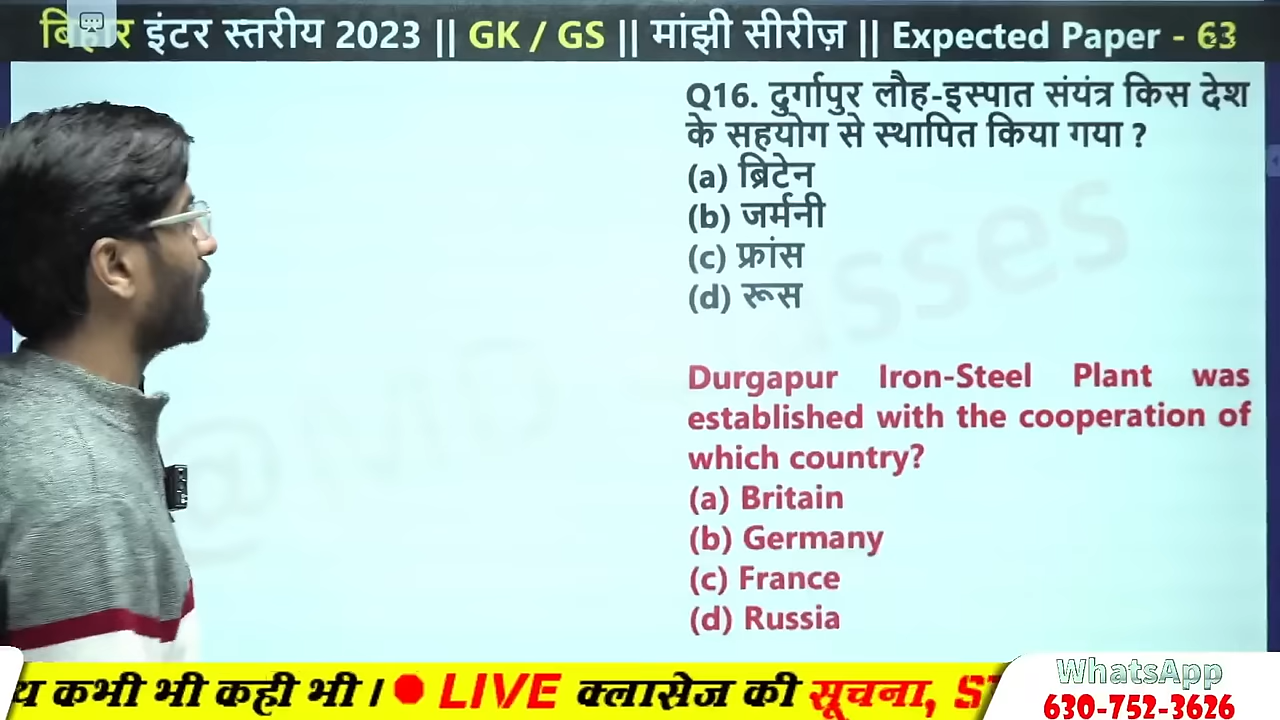 बिहार इंटर स्तरीय 2023 || GK / GS || मांझी सीरीज़ || Expected Paper - 63
Q16. दुर्गापुर लौह-इस्पात संयंत्र किस देश
के सहयोग से स्थापित किया गया ?
(a) ब्रिटेन
(b) जर्मनी
(c) फ्रांस
(d) रूस
Durgapur Iron-Steel Plant was
established with the cooperation of
which country?
(a) Britain
(b) Germany
(c) France
(d) Russia
य कभी भी कही भी । LIVE क्लासेज की सूचना,
WhatsApp
630-752-3626